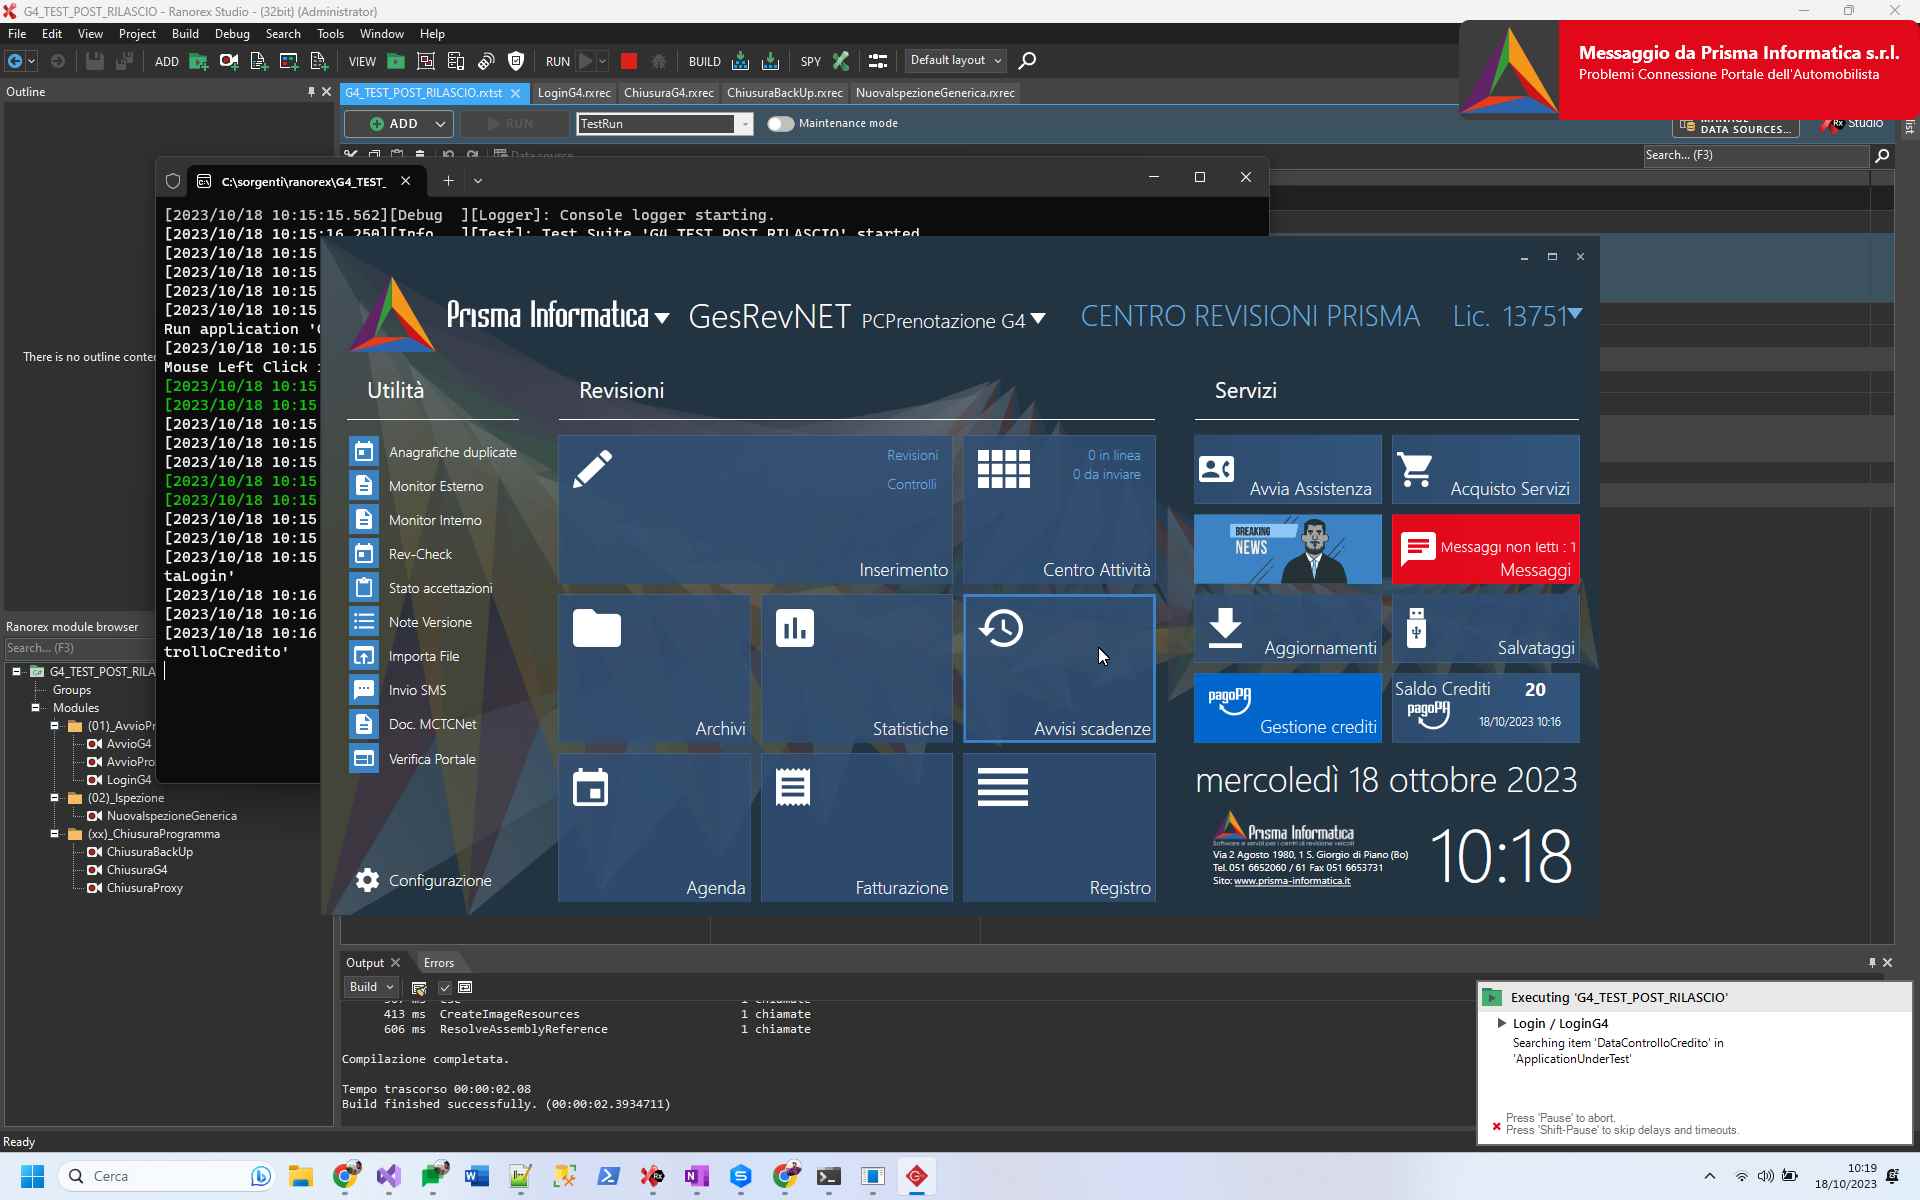 G4_TEST_POST_RILASCIO - Ranorex Studio - (32bit) (Administrator)
File Edit View Project Build Debug Search Tools Window Help
ADD VIEW RUN BUILD SPY Default layout
Messaggio da Prisma Informatica s.r.l.
Problemi Connessione Portale dell'Automobilista
Outline
G4_TEST_POST_RILASCIO.rxtst LoginG4.rxrec ChiusuraG4.rxrec ChiusuraBackUp.rxrec NuovaIspezioneGenerica.rxrec
ADD RUN TestRun Maintenance mode
DATA SOURCES... Studio
Data source
Search... (F3)
There is no outline conten
C:\sorgenti\ranorex\G4_TEST_
[2023/10/18 10:15:15.562][Debug ][Logger]: Console logger starting.
[2023/10/18 10:15:16.250][Info ][Test]: Test Suite 'G4_TEST_POST_RILASCIO' started
[2023/10/18 10:15
[2023/10/18 10:15
[2023/10/18 10:15
[2023/10/18 10:15
Run application '
[2023/10/18 10:15
Mouse Left Click
[2023/10/18 10:15
[2023/10/18 10:15
[2023/10/18 10:15
[2023/10/18 10:15
[2023/10/18 10:15
[2023/10/18 10:15
[2023/10/18 10:15
[2023/10/18 10:15
[2023/10/18 10:15
[2023/10/18 10:15
taLogin'
[2023/10/18 10:16
[2023/10/18 10:16
[2023/10/18 10:16
trolloCredito'
Prisma Informatica GesRevNET PCPrenotazione G4 CENTRO REVISIONI PRISMA Lic. 13751
Utilità
Anagrafiche duplicate
Monitor Esterno
Monitor Interno
Rev-Check
Stato accettazioni
Note Versione
Importa File
Invio SMS
Doc. MCTCNet
Verifica Portale
Configurazione
Revisioni
Revisioni
Controlli
Inserimento
0 in linea
0 da inviare
Centro Attività
Archivi
Statistiche
Avvisi scadenze
Agenda
Fatturazione
Registro
Servizi
Avvia Assistenza
Acquisto Servizi
BREAKING
NEWS
Messaggi non letti : 1
Messaggi
Aggiornamenti
Salvataggi
pagoPA
Gestione crediti
Saldo Crediti 20
pagoPA
18/10/2023 10:16
mercoledì 18 ottobre 2023
Prisma Informatica
Software e servizi per i centri di revisione veicoli
Via 2 Agosto 1980, 1 S. Giorgio di Piano (Bo)
Tel. 051 6652060 / 61 Fax 051 6653731
Sito: www.prisma-informatica.it
10:18
Ranorex module browser
Search... (F3)
G4_TEST_POST_RILA
Groups
Modules
(01)_AvvioPr
AvvioG4
AvvioPro
LoginG4
(02)_Ispezione
NuovaIspezioneGenerica
(xx)_ChiusuraProgramma
ChiusuraBackUp
ChiusuraG4
ChiusuraProxy
Output Errors
Build
413 ms CreateImageResources 1 chiamate
606 ms ResolveAssemblyReference 1 chiamate
Compilazione completata.
Tempo trascorso 00:00:02.08
Build finished successfully. (00:00:02.3934711)
Executing 'G4_TEST_POST_RILASCIO'
Login / LoginG4
Searching item 'DataControlloCredito' in
'ApplicationUnderTest'
Press 'Pause' to abort.
Press 'Shift-Pause' to skip delays and timeouts.
Ready
Cerca
10:19
18/10/2023